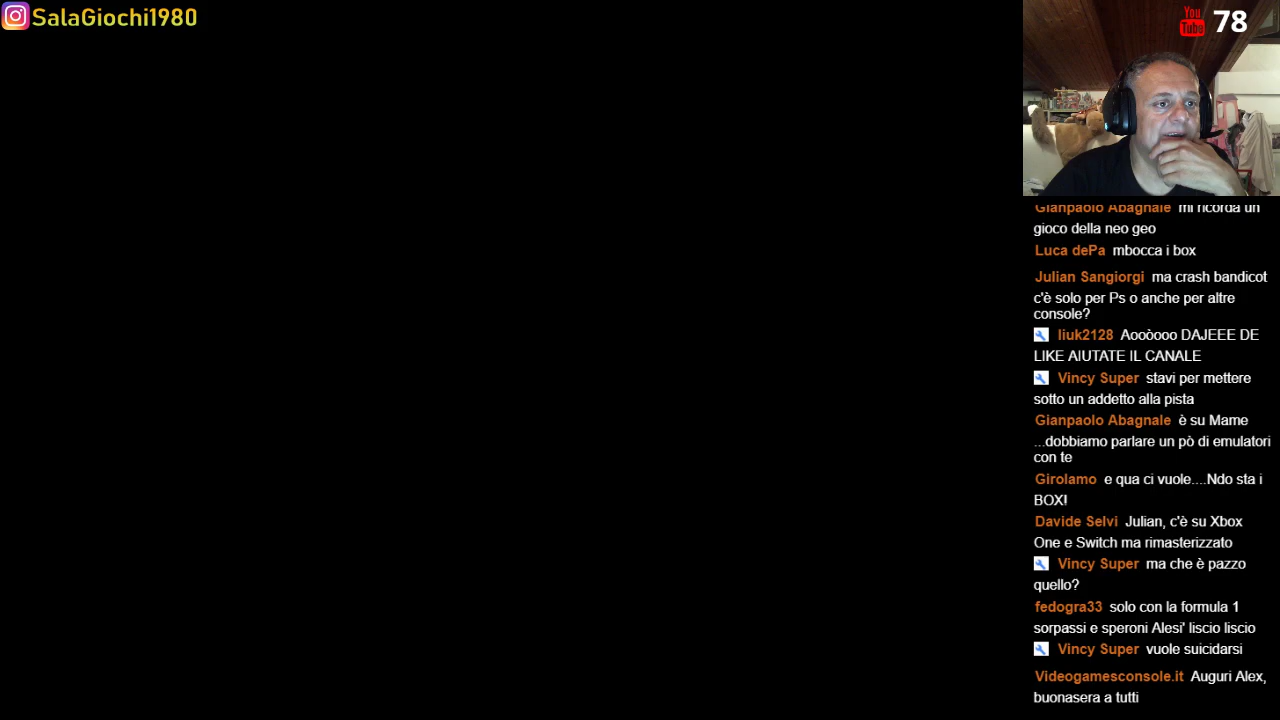 SalaGiochi1980
You
Tube 78
Gianpaolo Abagnale mi ricorda un
gioco della neo geo
Luca dePa mbocca i box
Julian Sangiorgi ma crash bandicot
c'è solo per Ps o anche per altre
console?
liuk2128 Aooòooo DAJEEE DE
LIKE AIUTATE IL CANALE
Vincy Super stavi per mettere
sotto un addetto alla pista
Gianpaolo Abagnale è su Mame
...dobbiamo parlare un pò di emulatori
con te
Girolamo e qua ci vuole....Ndo sta i
BOX!
Davide Selvi Julian, c'è su Xbox
One e Switch ma rimasterizzato
Vincy Super ma che è pazzo
quello?
fedogra33 solo con la formula 1
sorpassi e speroni Alesi' liscio liscio
Vincy Super vuole suicidarsi
Videogamesconsole.it Auguri Alex,
buonasera a tutti